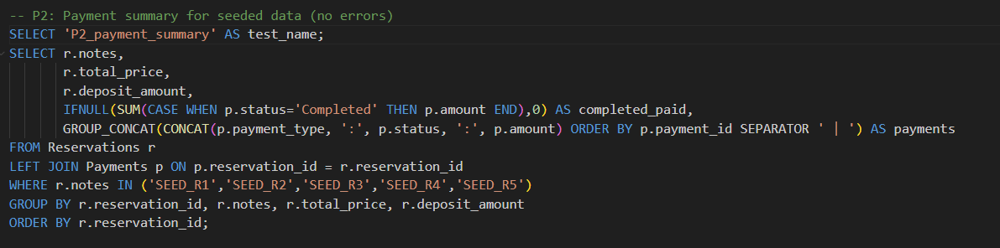 -- P2: Payment summary for seeded data (no errors)
SELECT 'P2_payment_summary' AS test_name;
SELECT r.notes,
r.total_price,
r.deposit_amount,
IFNULL(SUM(CASE WHEN p.status='Completed' THEN p.amount END),0) AS completed_paid,
GROUP_CONCAT(CONCAT(p.payment_type, ':', p.status, ':', p.amount) ORDER BY p.payment_id SEPARATOR ' | ') AS payments
FROM Reservations r
LEFT JOIN Payments p ON p.reservation_id = r.reservation_id
WHERE r.notes IN ('SEED_R1','SEED_R2','SEED_R3','SEED_R4','SEED_R5')
GROUP BY r.reservation_id, r.notes, r.total_price, r.deposit_amount
ORDER BY r.reservation_id;